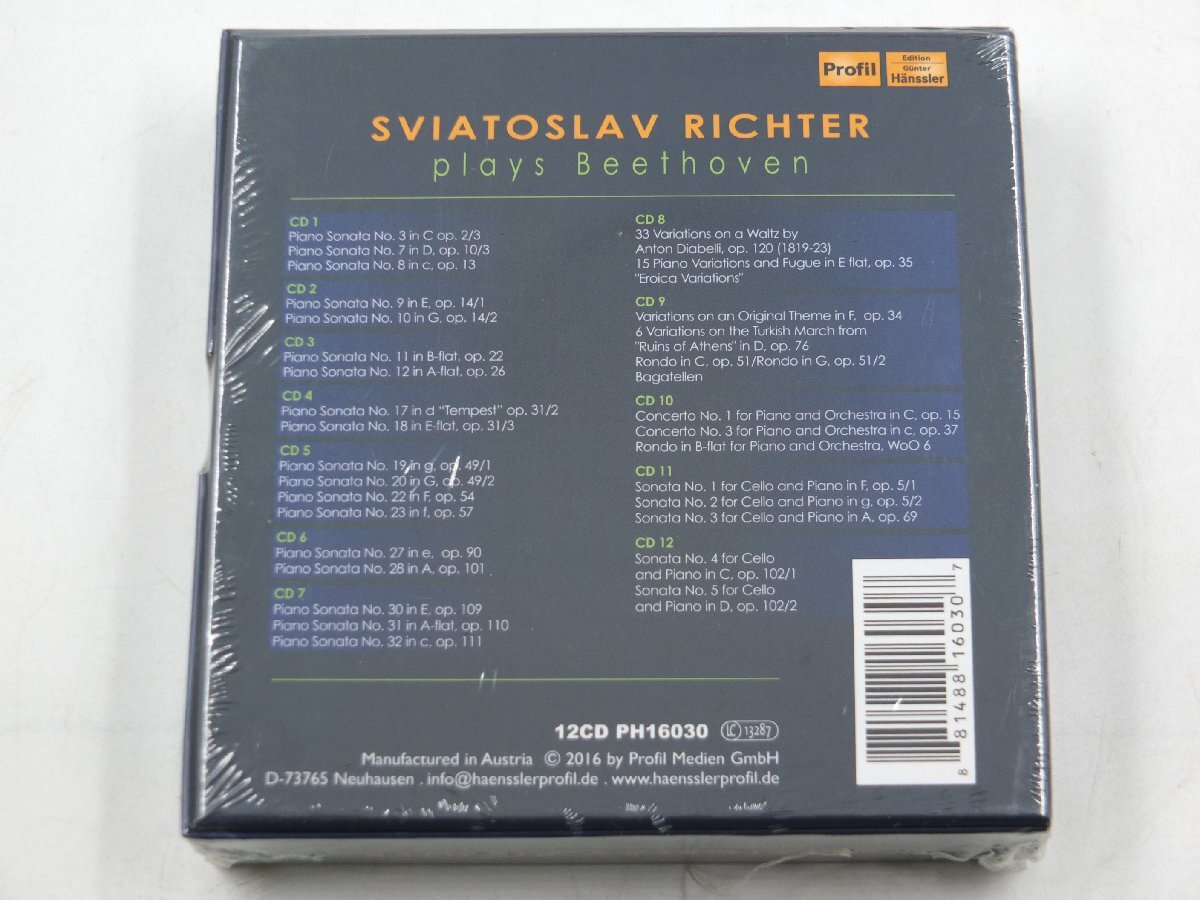 Profil
Edition
Günter
Hänssler
SVIATOSLAV RICHTER
plays Beethoven
CD 1
Piano Sonata No. 3 in C op. 2/3
Piano Sonata No. 7 in D, op. 10/3
Piano Sonata No. 8 in c, op. 13
CD 2
Piano Sonata No. 9 in E, op. 14/1
Piano Sonata No. 10 in G, op. 14/2
CD 3
Piano Sonata No. 11 in B-flat, op. 22
Piano Sonata No. 12 in A-flat, op. 26
CD 4
Piano Sonata No. 17 in d "Tempest" op. 31/2
Piano Sonata No. 18 in E-flat, op. 31/3
CD 5
Piano Sonata No. 19 in g, op. 49/1
Piano Sonata No. 20 in G, op. 49/2
Piano Sonata No. 22 in F, op. 54
Piano Sonata No. 23 in f, op. 57
CD 6
Piano Sonata No. 27 in e, op. 90
Piano Sonata No. 28 in A, op. 101
CD 7
Piano Sonata No. 30 in E, op. 109
Piano Sonata No. 31 in A-flat, op. 110
Piano Sonata No. 32 in c, op. 111
CD 8
33 Variations on a Waltz by
Anton Diabelli, op. 120 (1819-23)
15 Piano Variations and Fugue in E flat, op. 35
"Eroica Variations"
CD 9
Variations on an Original Theme in F, op. 34
6 Variations on the Turkish March from
"Ruins of Athens" in D, op. 76
Rondo in C, op. 51/Rondo in G, op. 51/2
Bagatellen
CD 10
Concerto No. 1 for Piano and Orchestra in C, op. 15
Concerto No. 3 for Piano and Orchestra in c, op. 37
Rondo in B-flat for Piano and Orchestra, WoO 6
CD 11
Sonata No. 1 for Cello and Piano in F, op. 5/1
Sonata No. 2 for Cello and Piano in g, op. 5/2
Sonata No. 3 for Cello and Piano in A, op. 69
CD 12
Sonata No. 4 for Cello
and Piano in C, op. 102/1
Sonata No. 5 for Cello
and Piano in D, op. 102/2
8 81488 16030 7
12CD PH16030 LC 13287
Manufactured in Austria © 2016 by Profil Medien GmbH
D-73765 Neuhausen . info@haensslerprofil.de . www.haensslerprofil.de